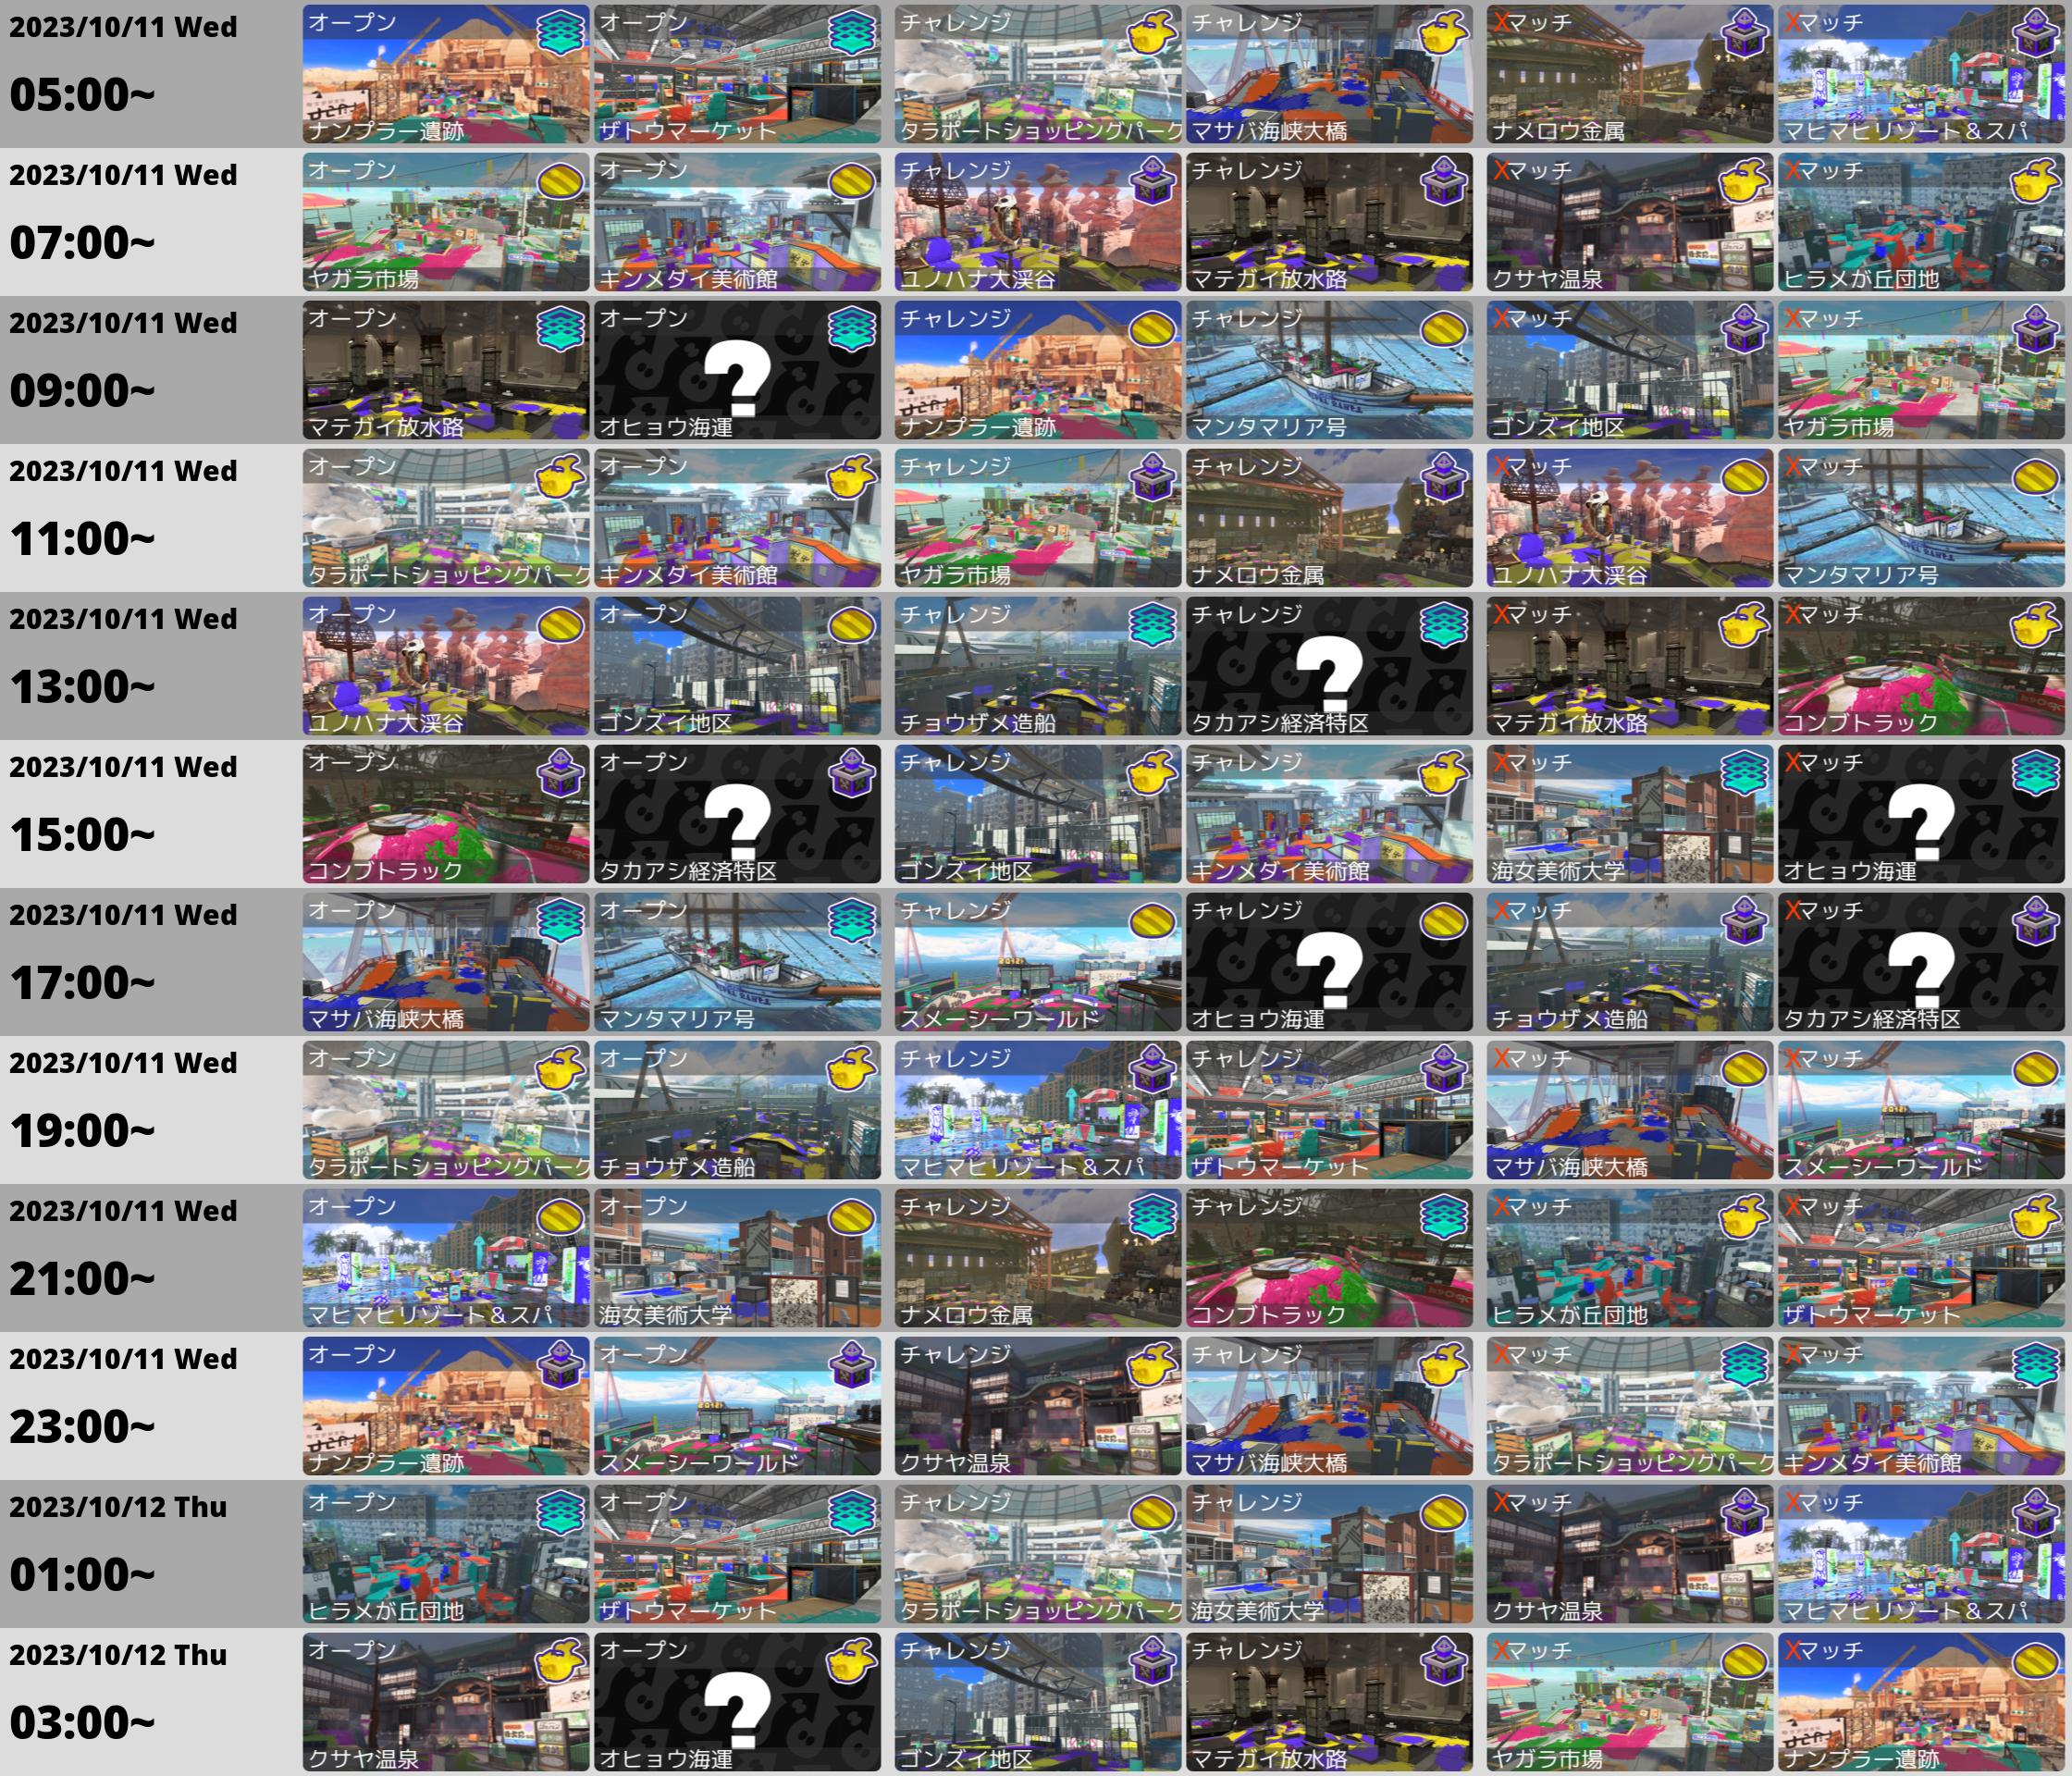 2023/10/11 Wed
05:00~
オープン
ナンプラー遺跡
オープン
ザトウマーケット
チャレンジ
タラポートショッピングパーク
チャレンジ
マサバ海峡大橋
Xマッチ
ナメロウ金属
Xマッチ
マヒマヒリゾート＆スパ
2023/10/11 Wed
07:00~
オープン
ヤガラ市場
オープン
キンメダイ美術館
チャレンジ
ユノハナ大渓谷
チャレンジ
マテガイ放水路
Xマッチ
クサヤ温泉
Xマッチ
ヒラメが丘団地
2023/10/11 Wed
09:00~
オープン
マテガイ放水路
オープン
?
オヒョウ海運
チャレンジ
ナンプラー遺跡
チャレンジ
マンタマリア号
Xマッチ
ゴンズイ地区
Xマッチ
ヤガラ市場
2023/10/11 Wed
11:00~
オープン
タラポートショッピングパーク
オープン
キンメダイ美術館
チャレンジ
ヤガラ市場
チャレンジ
ナメロウ金属
Xマッチ
ユノハナ大渓谷
Xマッチ
マンタマリア号
2023/10/11 Wed
13:00~
オープン
ユノハナ大渓谷
オープン
ゴンズイ地区
チャレンジ
チョウザメ造船
チャレンジ
?
タカアシ経済特区
Xマッチ
マテガイ放水路
Xマッチ
コンブトラック
2023/10/11 Wed
15:00~
オープン
コンブトラック
オープン
?
タカアシ経済特区
チャレンジ
ゴンズイ地区
チャレンジ
キンメダイ美術館
Xマッチ
海女美術大学
Xマッチ
?
オヒョウ海運
2023/10/11 Wed
17:00~
オープン
マサバ海峡大橋
オープン
マンタマリア号
チャレンジ
スメーシーワールド
チャレンジ
?
オヒョウ海運
Xマッチ
チョウザメ造船
Xマッチ
?
タカアシ経済特区
2023/10/11 Wed
19:00~
オープン
タラポートショッピングパーク
オープン
チョウザメ造船
チャレンジ
マヒマヒリゾート＆スパ
チャレンジ
ザトウマーケット
Xマッチ
マサバ海峡大橋
Xマッチ
スメーシーワールド
2023/10/11 Wed
21:00~
オープン
マヒマヒリゾート＆スパ
オープン
海女美術大学
チャレンジ
ナメロウ金属
チャレンジ
コンブトラック
Xマッチ
ヒラメが丘団地
Xマッチ
ザトウマーケット
2023/10/11 Wed
23:00~
オープン
ナンプラー遺跡
オープン
スメーシーワールド
チャレンジ
クサヤ温泉
チャレンジ
マサバ海峡大橋
Xマッチ
タラポートショッピングパーク
Xマッチ
キンメダイ美術館
2023/10/12 Thu
01:00~
オープン
ヒラメが丘団地
オープン
ザトウマーケット
チャレンジ
タラポートショッピングパーク
チャレンジ
海女美術大学
Xマッチ
クサヤ温泉
Xマッチ
マヒマヒリゾート＆スパ
2023/10/12 Thu
03:00~
オープン
クサヤ温泉
オープン
?
オヒョウ海運
チャレンジ
ゴンズイ地区
チャレンジ
マテガイ放水路
Xマッチ
ヤガラ市場
Xマッチ
ナンプラー遺跡